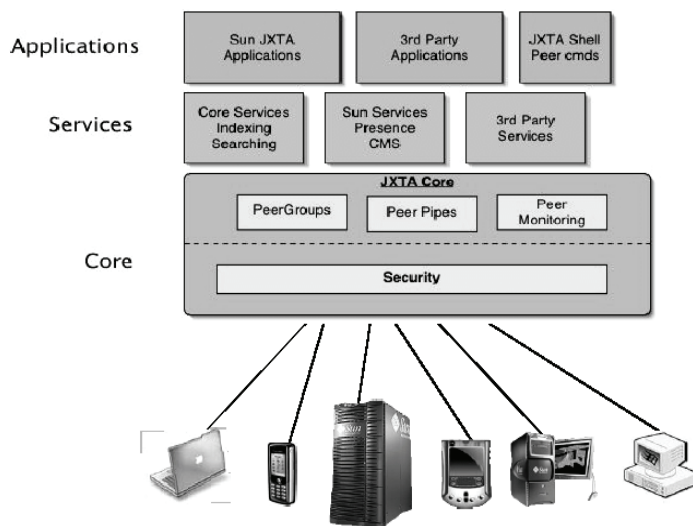 Applications
Sun JXTA
Applications
3rd Party
Applications
JXTA Shell
Peer cmds
Services
Core Services
Indexing
Searching
Sun Services
Presence
CMS
3rd Party
Services
JXTA Core
PeerGroups
Peer Pipes
Peer
Monitoring
Core
Security
Sun